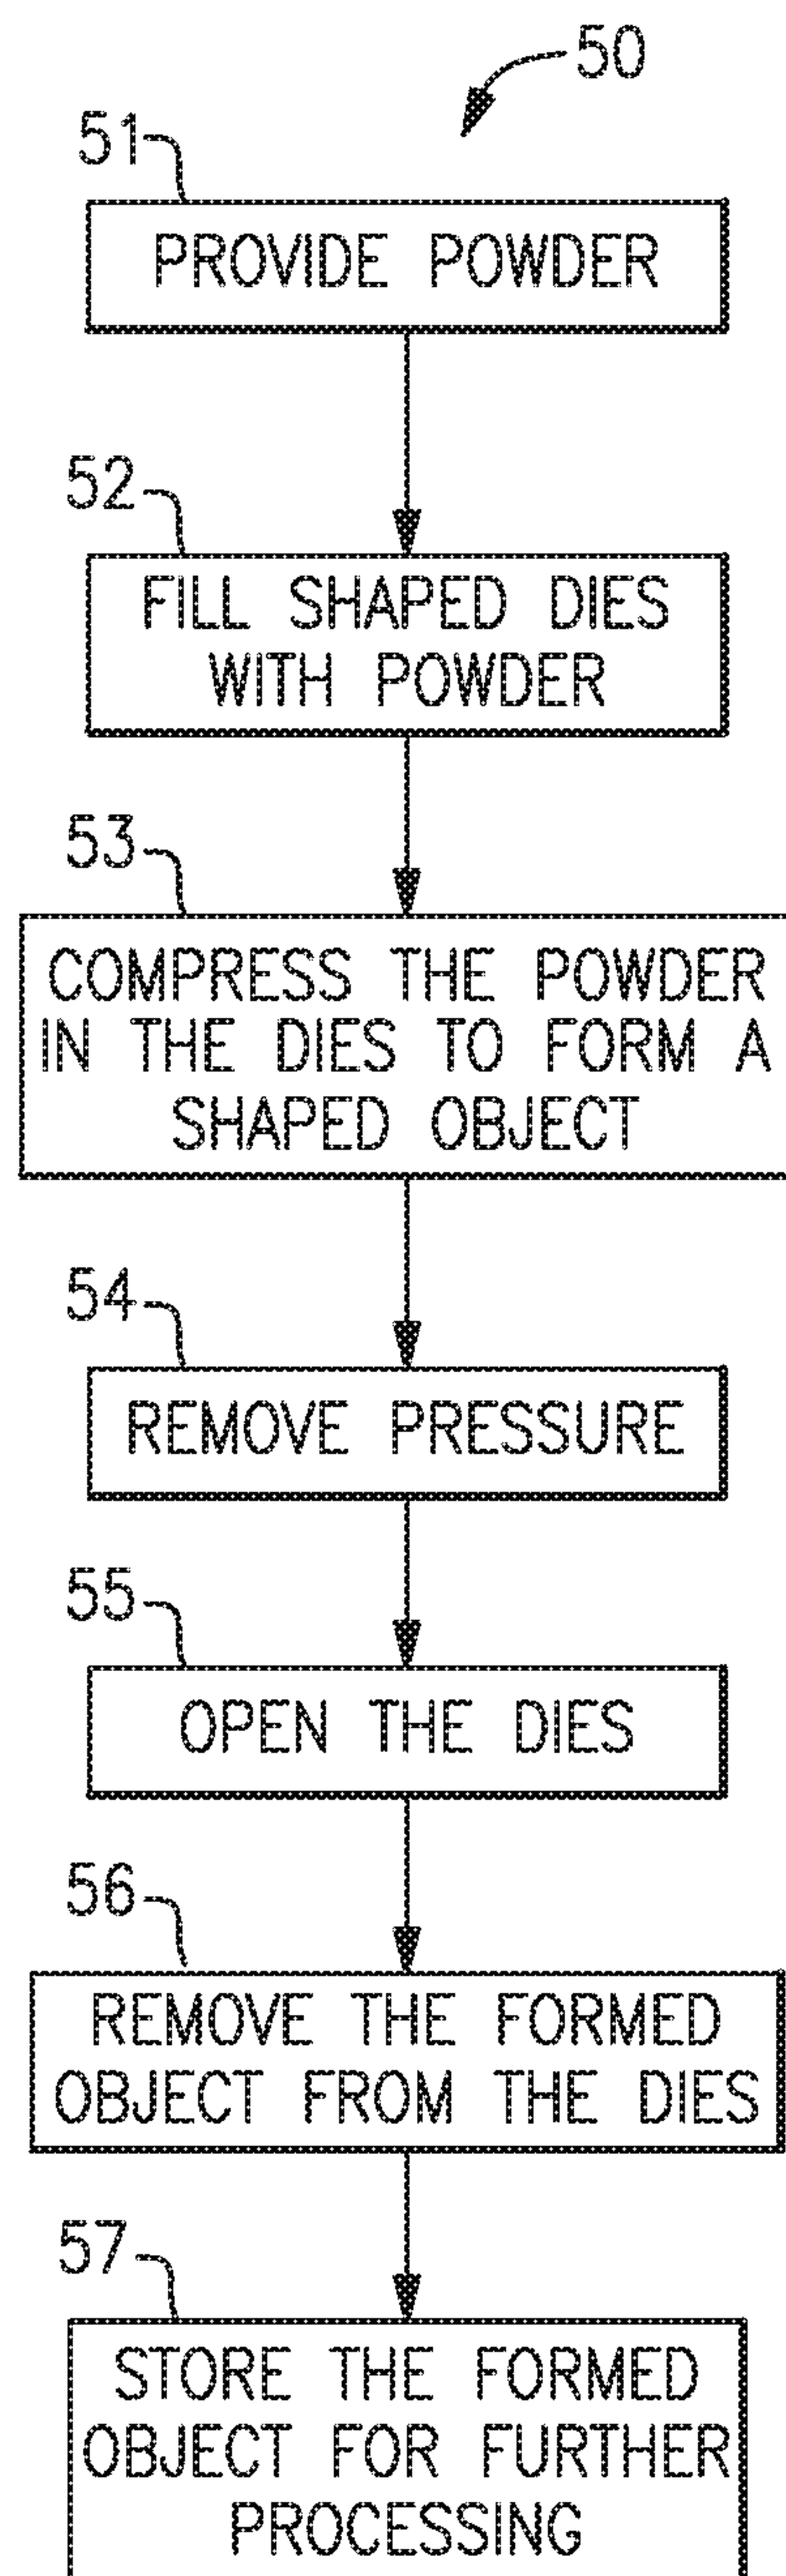 50
51
PROVIDE POWDER
52
FILL SHAPED DIES
WITH POWDER
53
COMPRESS THE POWDER
IN THE DIES TO FORM A
SHAPED OBJECT
54
REMOVE PRESSURE
55
OPEN THE DIES
56
REMOVE THE FORMED
OBJECT FROM THE DIES
57
STORE THE FORMED
OBJECT FOR FURTHER
PROCESSING